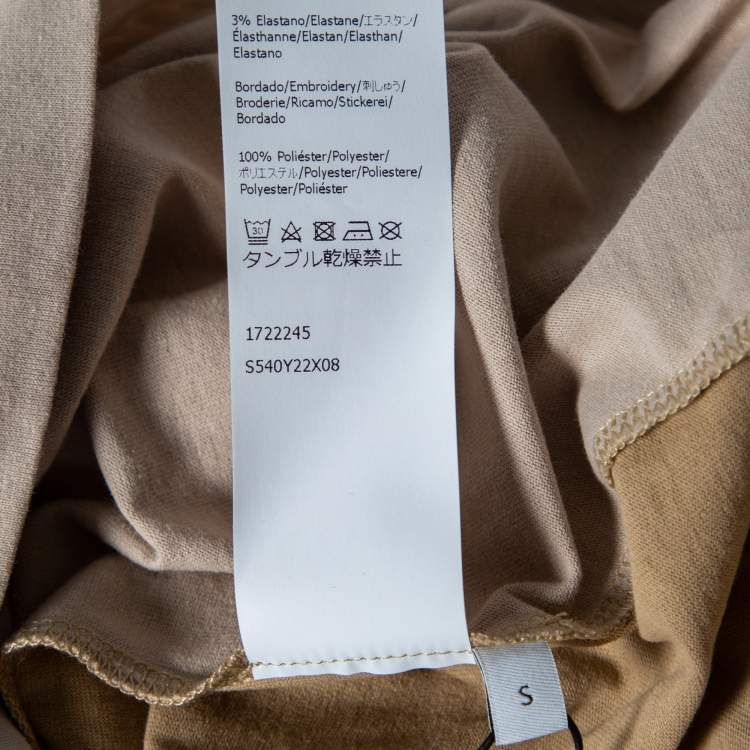 3% Elastano/Elastane/エラスタン/
Élasthanne/Elastan/Elasthan/
Elastano
Bordado/Embroidery/刺しゅう/
Broderie/Ricamo/Stickerei/
Bordado
100% Poliéster/Polyester/
ポリエステル/Polyester/Poliestere/
Polyester/Poliéster
30
タンブル乾燥禁止
1722245
S540Y22X08
S